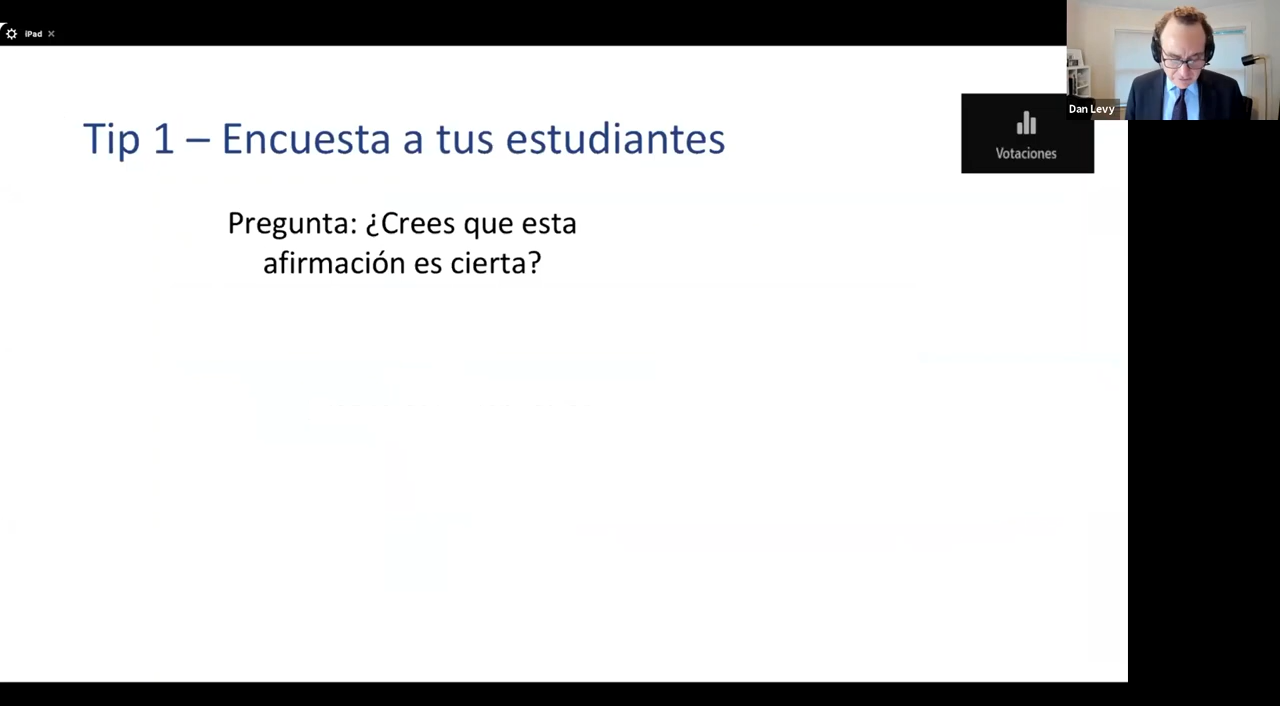 iPad
Dan Levy
Tip 1 – Encuesta a tus estudiantes
Votaciones
Pregunta: ¿Crees que esta
afirmación es cierta?